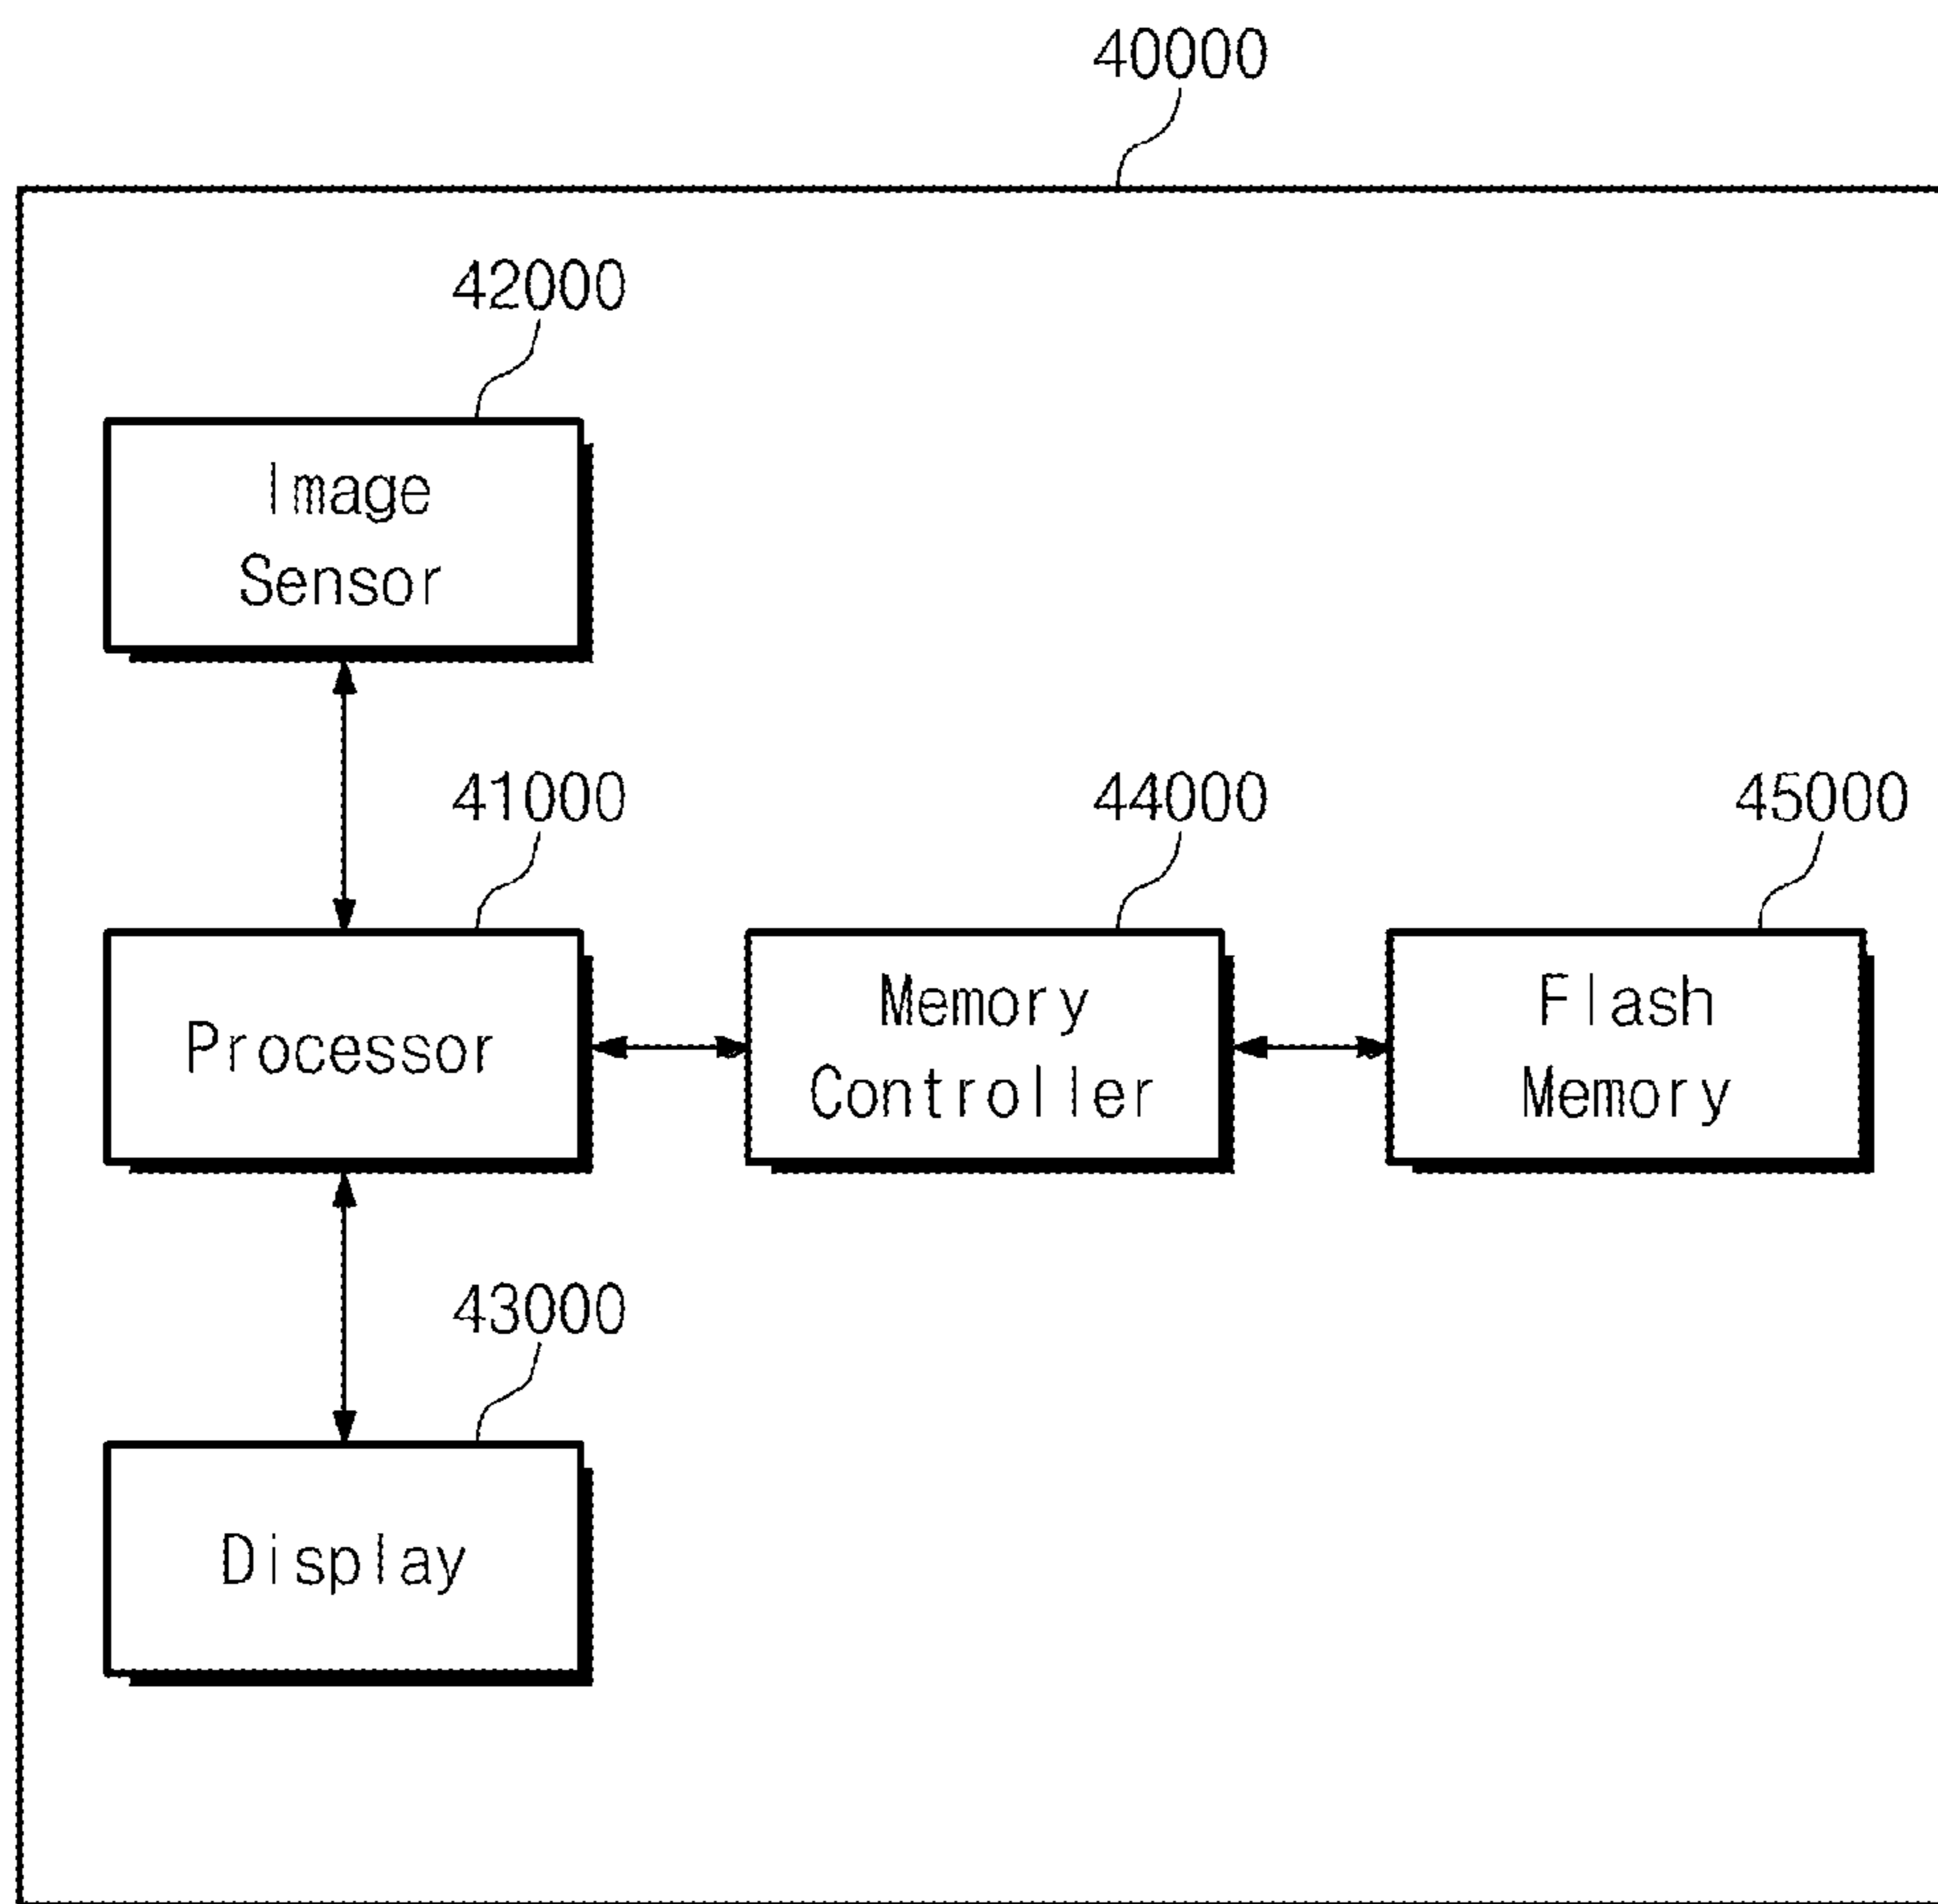 40000
42000
Image
Sensor
41000
44000
45000
Processor
Memory
Controller
Flash
Memory
43000
Display